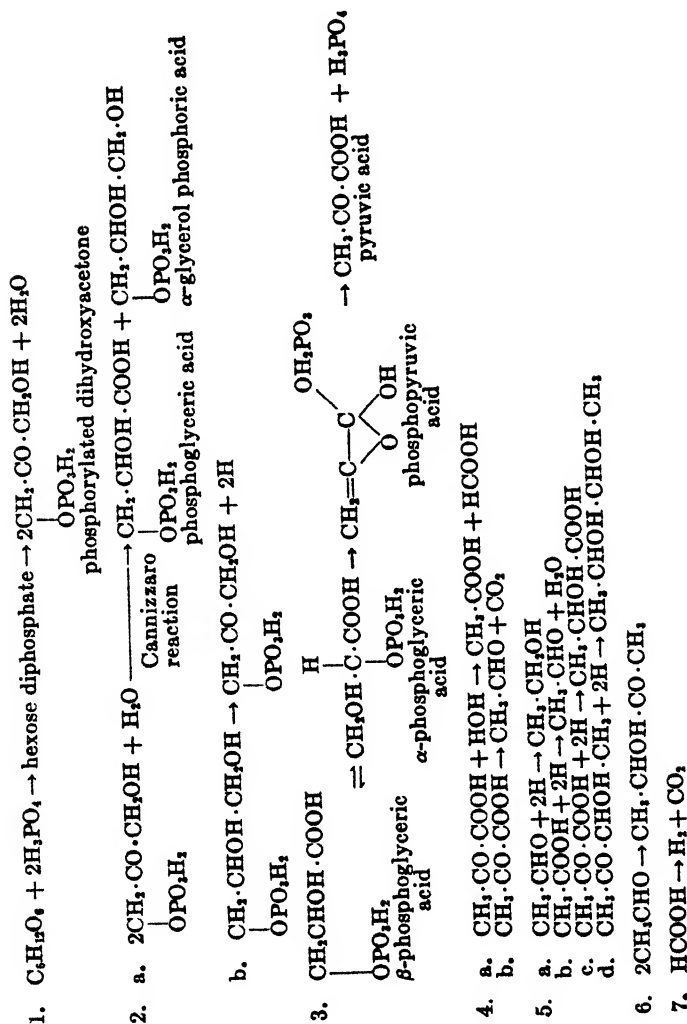 1. C₆H₁₂O₆ + 2H₃PO₄ → hexose diphosphate → 2CH₂·CO·CH₂OH + 2H₂O
OPO₃H₂
phosphorylated dihydroxyacetone
2. a. 2CH₂·CO·CH₂OH + H₂O → CH₂·CHOH·COOH + CH₂·CHOH·CH₂·OH
OPO₃H₂ Cannizzaro OPO₃H₂ OPO₃H₂
reaction phosphoglyceric acid α-glycerol phosphoric acid
b. CH₂·CHOH·CH₂OH → CH₂·CO·CH₂OH + 2H
OPO₃H₂ OPO₃H₂
3. CH₂CHOH·COOH ⇌ CH₂OH·C·COOH → CH₂=C—C → CH₃·CO·COOH + H₃PO₄
H OH₂PO₃
OPO₃H₂ OPO₃H₂ O OH pyruvic acid
β-phosphoglyceric α-phosphoglyceric phosphopyruvic
acid acid acid
4. a. CH₃·CO·COOH + HOH → CH₃·COOH + HCOOH
b. CH₃·CO·COOH → CH₃·CHO + CO₂
5. a. CH₃·CHO + 2H → CH₃·CH₂OH
b. CH₃·COOH + 2H → CH₃·CHO + H₂O
c. CH₃·CO·COOH + 2H → CH₃·CHOH·COOH
d. CH₃·CO·CHOH·CH₃ + 2H → CH₃·CHOH·CHOH·CH₃
6. 2CH₃CHO → CH₃·CHOH·CO·CH₃
7. HCOOH → H₂ + CO₂